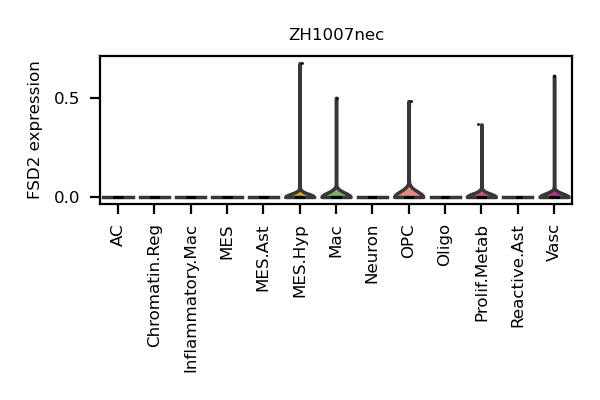 ZH1007nec
FSD2 expression
0.5
0.0
AC
Chromatin.Reg
Inflammatory.Mac
MES
MES.Ast
MES.Hyp
Mac
Neuron
OPC
Oligo
Prolif.Metab
Reactive.Ast
Vasc